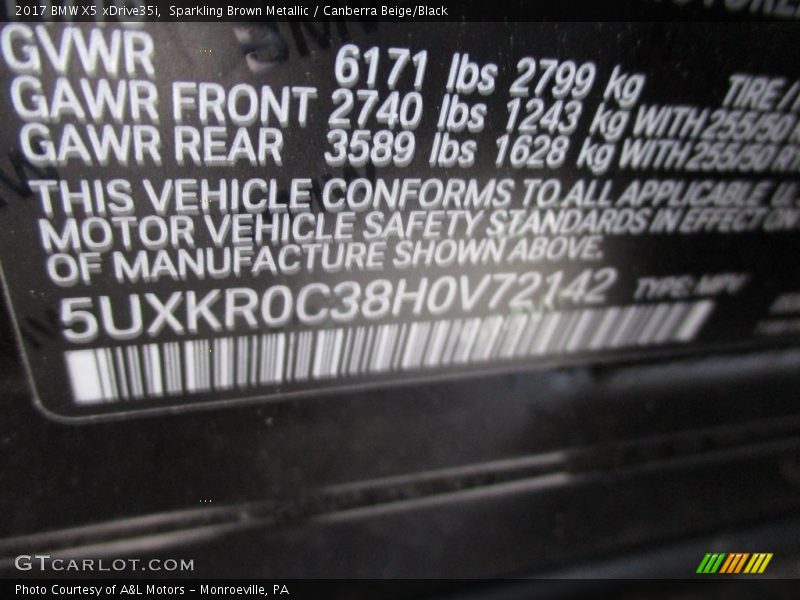 2017 BMW X5 xDrive35i, Sparkling Brown Metallic / Canberra Beige/Black
GVWR 6171 lbs 2799 kg
GAWR FRONT 2740 lbs 1243 kg WITH 255/50
GAWR REAR 3589 lbs 1628 kg WITH 255/50
TIRE /
THIS VEHICLE CONFORMS TO ALL APPLICABLE U.S.
MOTOR VEHICLE SAFETY STANDARDS IN EFFECT ON
OF MANUFACTURE SHOWN ABOVE.
5UXKR0C38H0V72142 TYPE: MPV
GTCARLOT.COM
Photo Courtesy of A&L Motors – Monroeville, PA